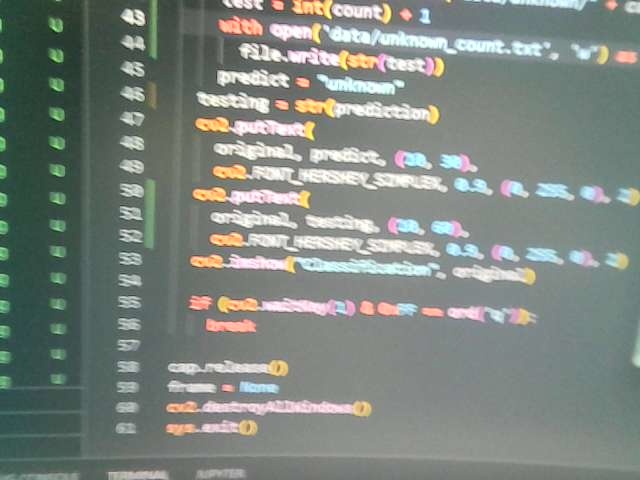 test = int(count) + 1
43 with open('data/unknown_count.txt', 'w') as
44 file.write(str(test))
45 predict = "unknown"
46 testing = str(prediction)
47 cv2.putText(
48 original, predict, (10, 30),
49 cv2.FONT_HERSHEY_SIMPLEX, 0.9, (0, 255, 0), 2)
50 cv2.putText(
51 original, testing, (10, 60),
52 cv2.FONT_HERSHEY_SIMPLEX, 0.9, (0, 255, 0), 2)
53 cv2.imshow("Classification", original)
54
55 if (cv2.waitKey(1) & 0xFF == ord("q")):
56 break
57
58 cap.release()
59 frame = None
60 cv2.destroyAllWindows()
61 sys.exit()
CONSOLE TERMINAL JUPYTER